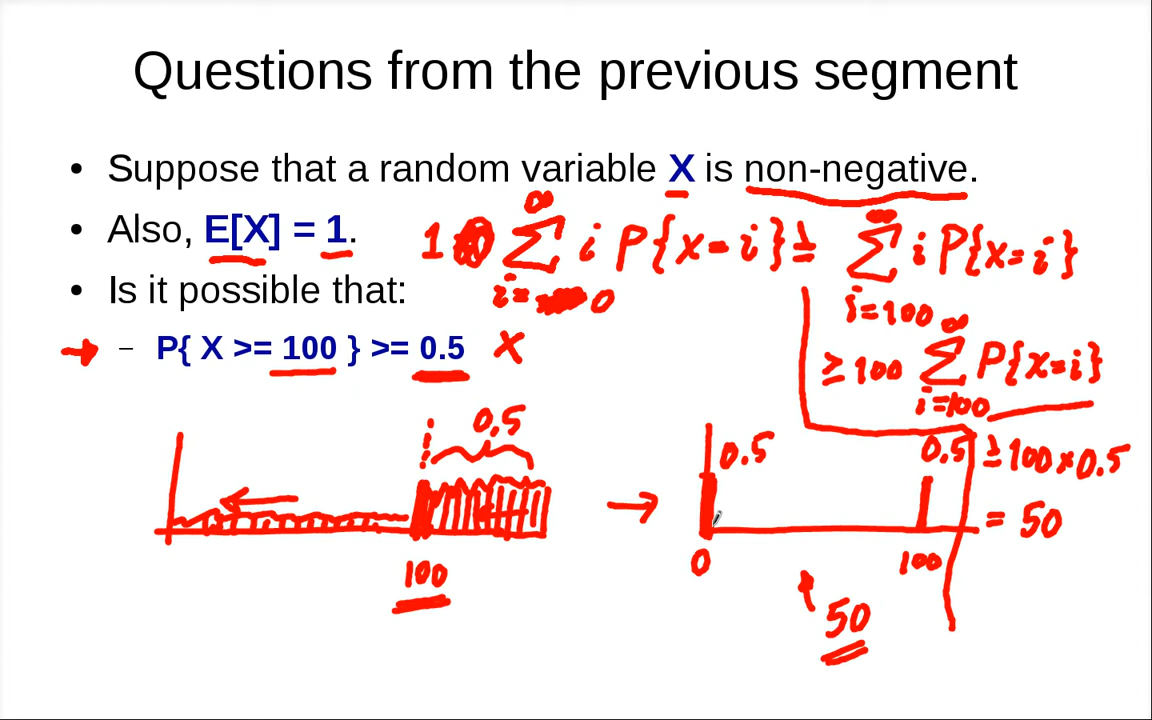 Questions from the previous segment
• Suppose that a random variable X is non-negative.
• Also, E[X] = 1.
1 ∞ ∑ i=0 i P{x=i} ≥ ∞ ∑ i=100 i P{x=i}
• Is it possible that:
– P{ X >= 100 } >= 0.5 X
≥ 100 ∞ ∑ i=100 P{x=i}
0.5
100
0.5
0.5
0
100
50
≥ 100 x 0.5
= 50